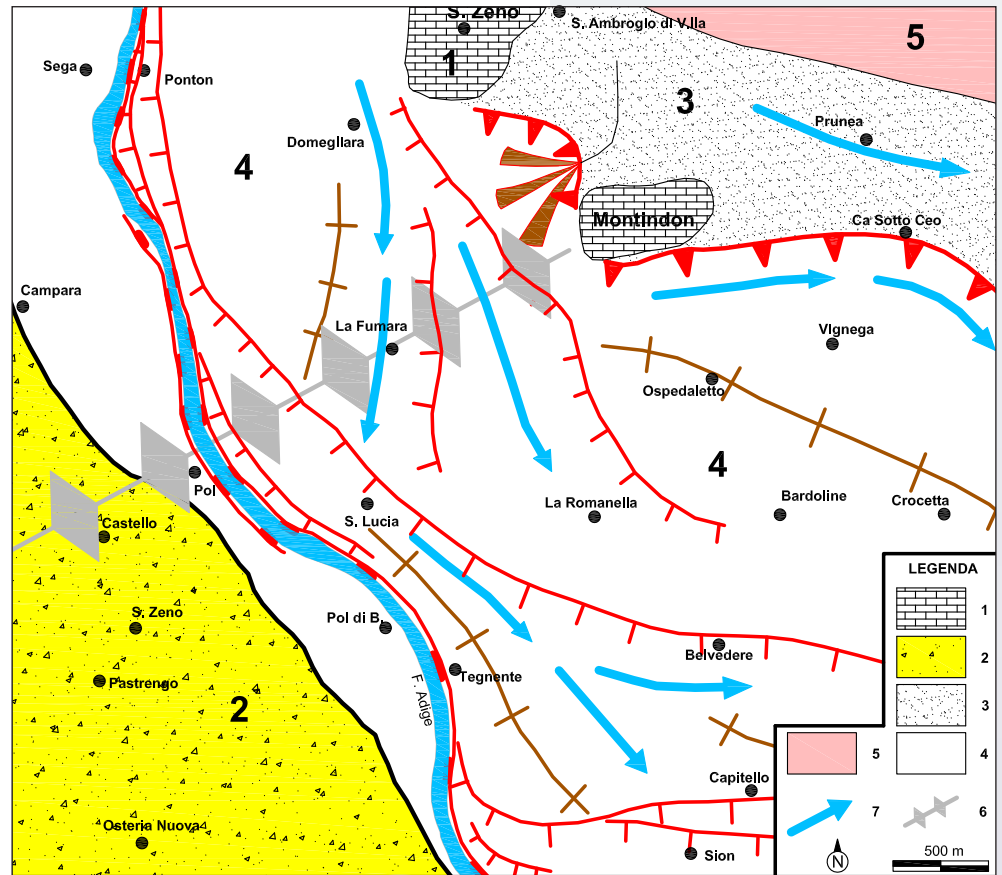 S. Zeno
S. Ambroglo dI V.lla
5
Sega
Ponton
1
3
Prunea
Domegllara
4
MontIndon
Ca Sotto Ceo
Campara
La Fumara
VIgnega
Ospedaletto
4
Pol
Castello
S. Lucia
La Romanella
Bardoline
Crocetta
S. Zeno
Pol di B.
Belvedere
Pastrengo
Tegnente
F. Adige
2
Capitello
Osteria Nuova
Sion
LEGENDA
1
2
3
5
4
7
6
N
500 m